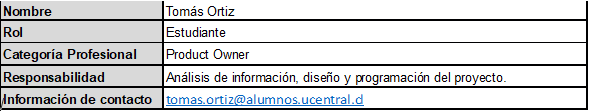 Nombre Tomás Ortiz
Rol Estudiante
Categoría Profesional Product Owner
Responsabilidad Análisis de información, diseño y programación del proyecto.
Información de contacto tomas.ortiz@alumnos.ucentral.cl